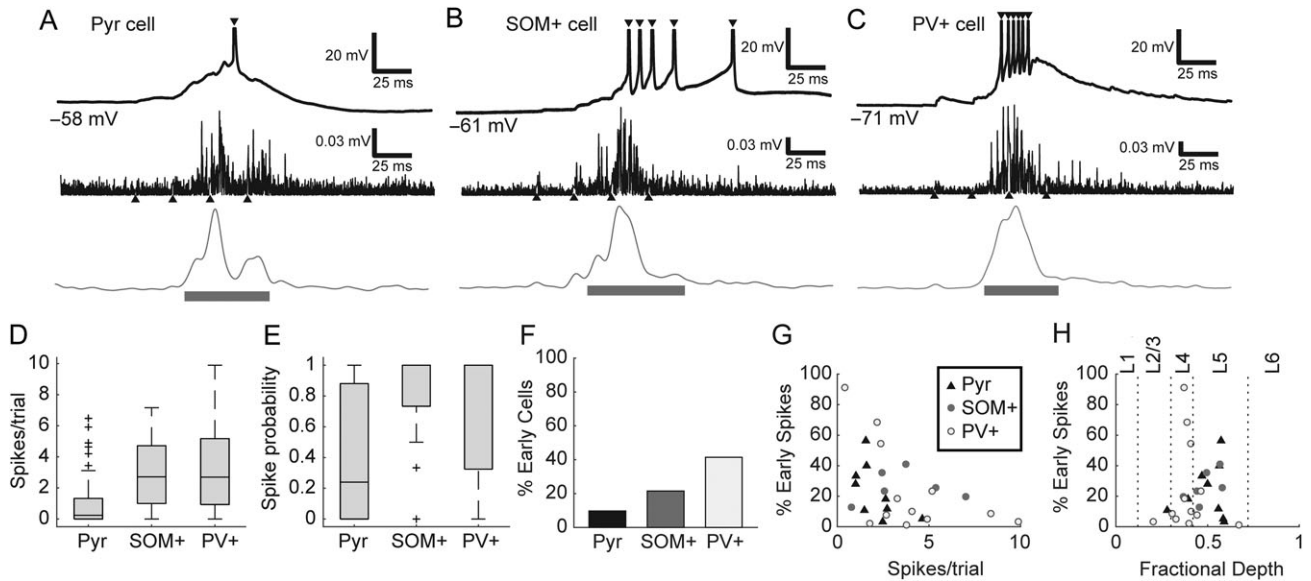 A
Pyr cell
20 mV
25 ms
–58 mV
0.03 mV
25 ms
B
SOM+ cell
20 mV
25 ms
–61 mV
0.03 mV
25 ms
C
PV+ cell
20 mV
25 ms
–71 mV
0.03 mV
25 ms
D
Spikes/trial
10
8
6
4
2
0
Pyr SOM+ PV+
E
Spike probability
1
0.8
0.6
0.4
0.2
0
Pyr SOM+ PV+
F
% Early Cells
100
80
60
40
20
0
Pyr SOM+ PV+
G
% Early Spikes
100
80
60
40
20
0
0 5 10
Spikes/trial
Pyr
SOM+
PV+
H
L1 L2/3 L4 L5 L6
% Early Spikes
100
80
60
40
20
0
0 0.5 1
Fractional Depth